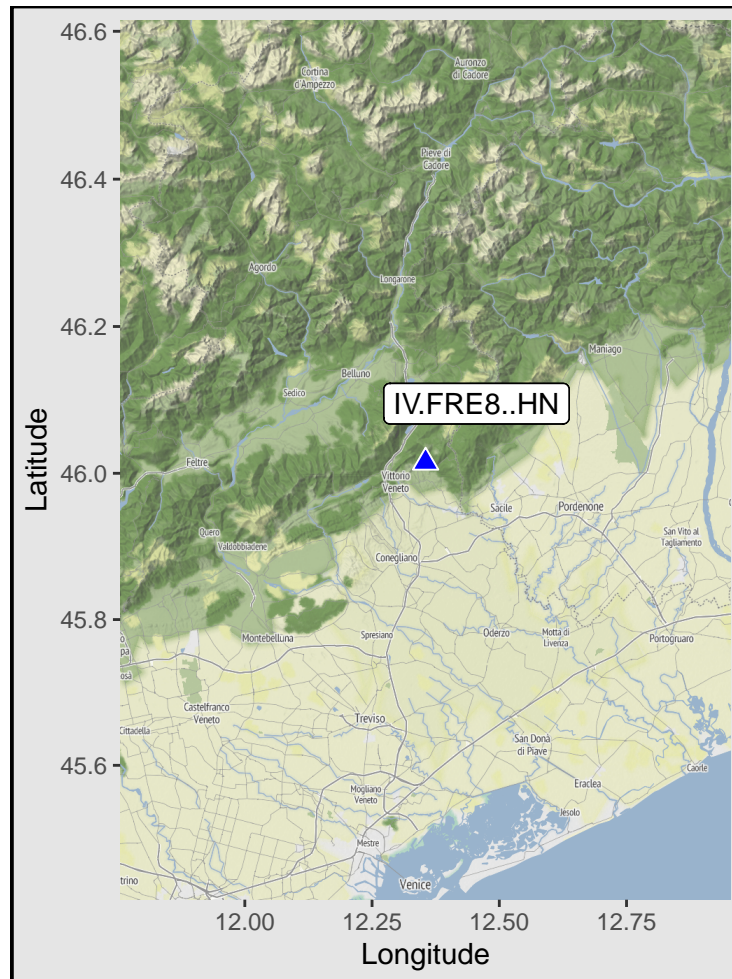 46.6
46.4
46.2
46.0
45.8
45.6
Latitude
Cortina
d'Ampezzo
Auronzo
di Cadore
Pieve di
Cadore
Agordo
Longarone
Maniago
Belluno
Sedico
IV.FRE8..HN
Feltre
Vittorio
Veneto
Sacile
Pordenone
Quero
Valdobbiadene
San Vito al
Tagliamento
Conegliano
Montebelluna
Spresiano
Oderzo
Motta di
Livenza
Portogruaro
pa
osa
Castelfranco
Veneto
Cittadella
Treviso
San Donà
di Piave
Caorle
Mogliano
Veneto
Eraclea
Jesolo
Mestre
trino
Venice
12.00
12.25
12.50
12.75
Longitude